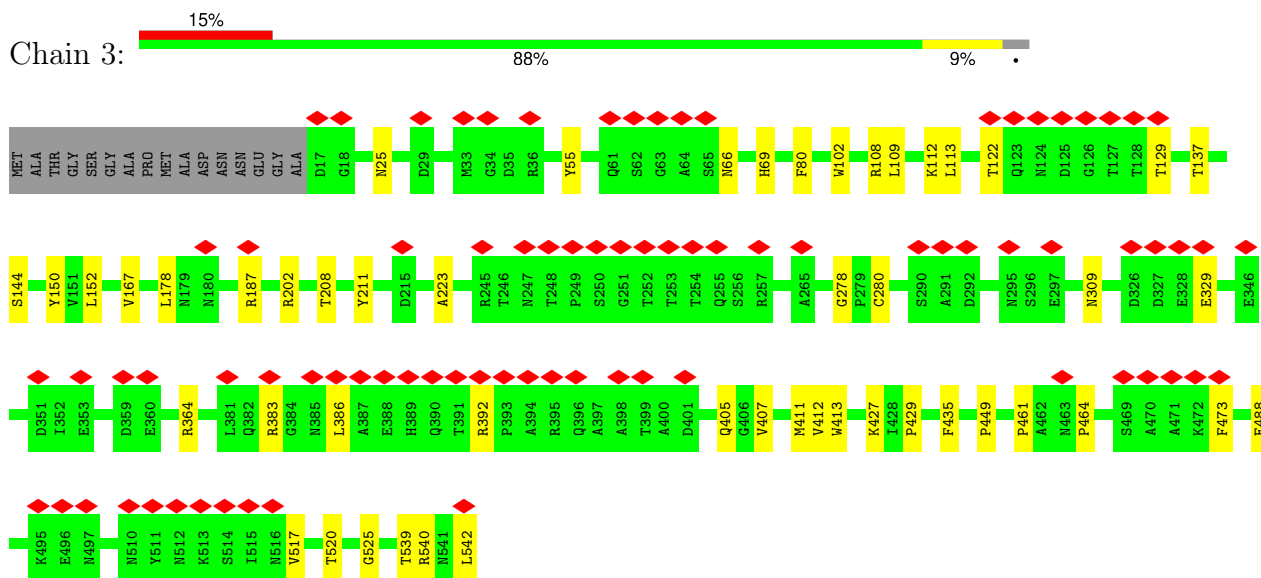 15%
Chain 3:
88% 9% •
MET ALA THR GLY SER GLY ALA PRO MET ALA ASP ASN ASN GLU GLY ALA D17 G18 N25 D29 M33 G34 D35 R36 Y55 Q61 S62 G63 A64 S65 N66 H69 F80 W102 R108 L109 K112 L113 T122 Q123 N124 D125 G126 T127 T128 T129 T137
S144 Y150 V151 L152 V167 L178 N179 N180 R187 R202 T208 Y211 D215 A223 R245 T246 N247 T248 P249 S250 G251 T252 T253 T254 Q255 S256 R257 A265 G278 P279 C280 S290 A291 D292 N295 S296 E297 N309 D326 D327 E328 E329 E346
D351 I352 E353 D359 E360 R364 L381 Q382 R383 G384 N385 L386 A387 E388 H389 Q390 T391 R392 P393 A394 R395 Q396 A397 A398 T399 A400 D401 Q405 G406 V407 M411 V412 W413 K427 I428 P429 F435 P449 P461 A462 N463 P464 S469 A470 A471 K472 F473
K495 E496 N497 N510 Y511 N512 K513 S514 I515 N516 V517 T520 G525 T539 R540 N541 L542